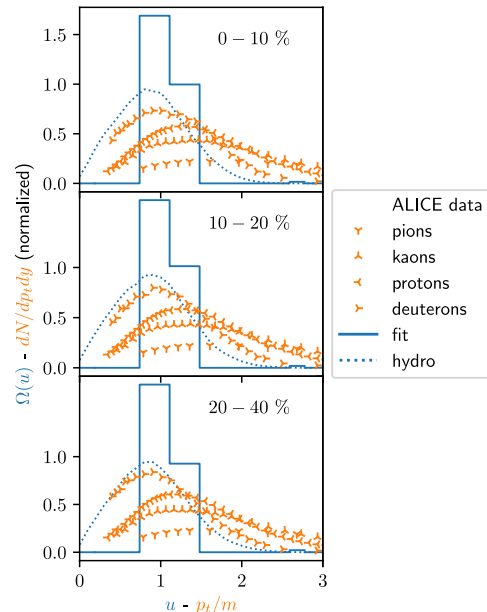 0 – 10 %
1.5
1.0
0.5
0.0
10 – 20 %
1.0
0.5
0.0
20 – 40 %
1.0
0.5
0.0
0 1 2 3
u - p_t/m
Ω(u) - dN/dp_t dy (normalized)
ALICE data
pions
kaons
protons
deuterons
fit
hydro